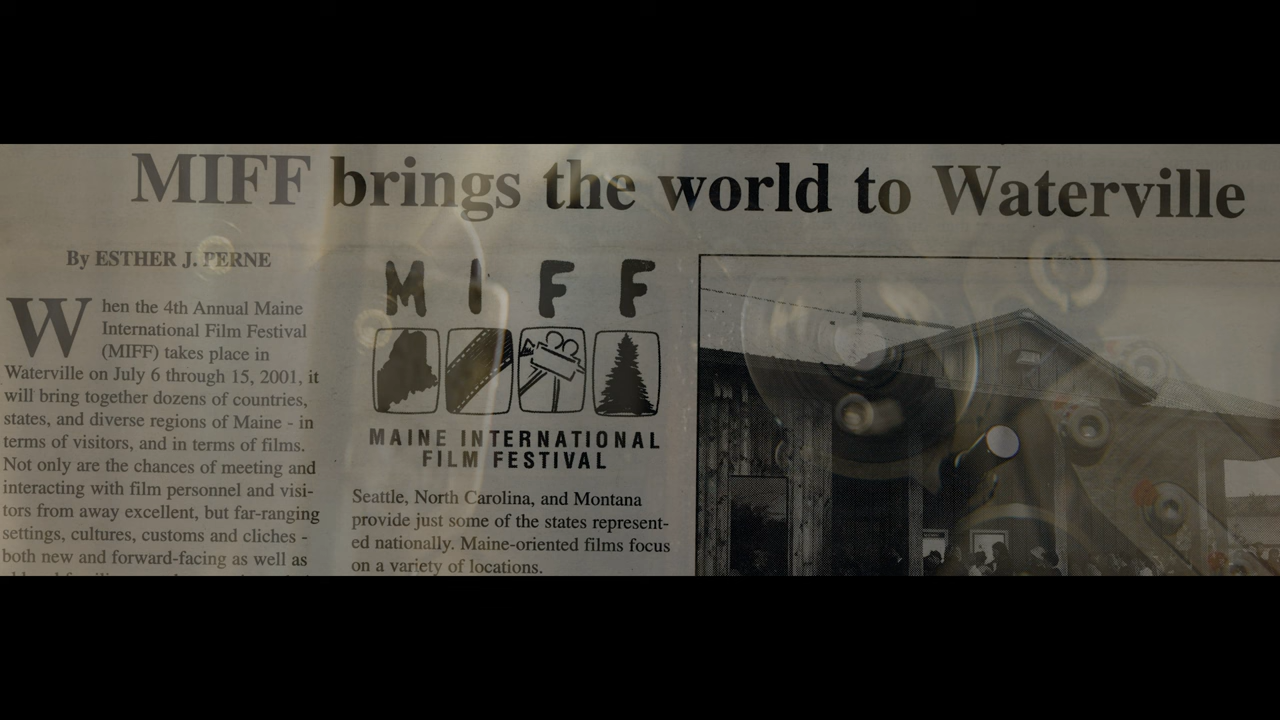 MIFF brings the world to Waterville
By ESTHER J. PERNE
When the 4th Annual Maine
International Film Festival
(MIFF) takes place in
Waterville on July 6 through 15, 2001, it
will bring together dozens of countries,
states, and diverse regions of Maine - in
terms of visitors, and in terms of films.
Not only are the chances of meeting and
interacting with film personnel and visi-
tors from away excellent, but far-ranging
settings, cultures, customs and cliches -
both new and forward-facing as well as
MIFF
MAINE INTERNATIONAL
FILM FESTIVAL
Seattle, North Carolina, and Montana
provide just some of the states represent-
ed nationally. Maine-oriented films focus
on a variety of locations.